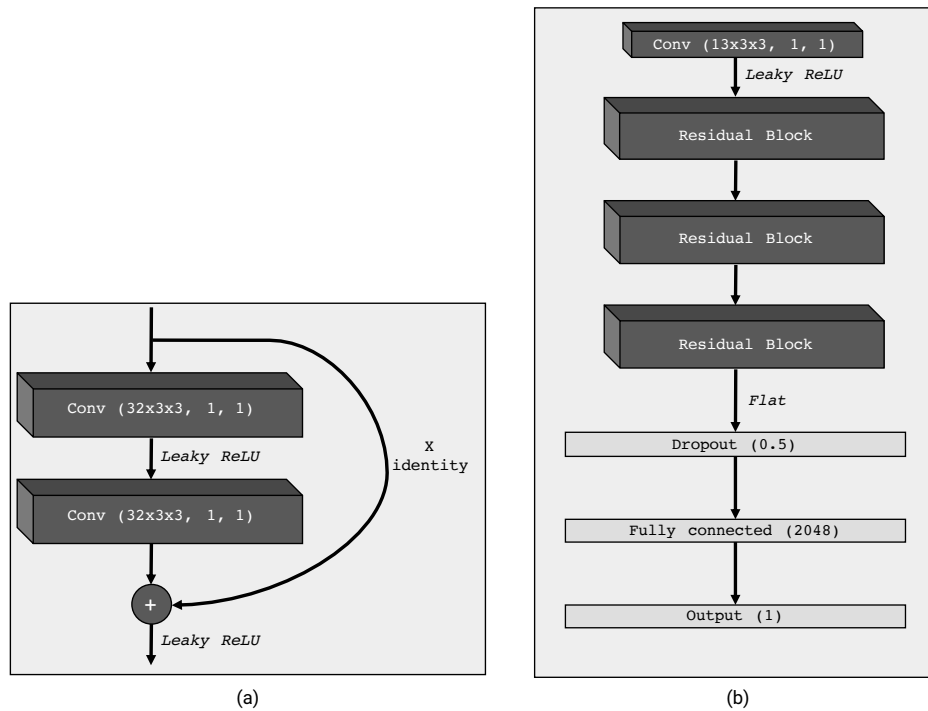 Conv (32x3x3, 1, 1)
Leaky ReLU
Conv (32x3x3, 1, 1)
X
identity
+
Leaky ReLU
(a)
Conv (13x3x3, 1, 1)
Leaky ReLU
Residual Block
Residual Block
Residual Block
Flat
Dropout (0.5)
Fully connected (2048)
Output (1)
(b)